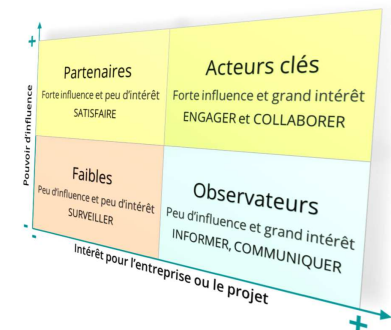 +
Pouvoir d'influence
-
Partenaires
Forte influence et peu d'intérêt
SATISFAIRE
Acteurs clés
Forte influence et grand intérêt
ENGAGER et COLLABORER
Faibles
Peu d'influence et peu d'intérêt
SURVEILLER
Observateurs
Peu d'influence et grand intérêt
INFORMER, COMMUNIQUER
-
Intérêt pour l'entreprise ou le projet
+